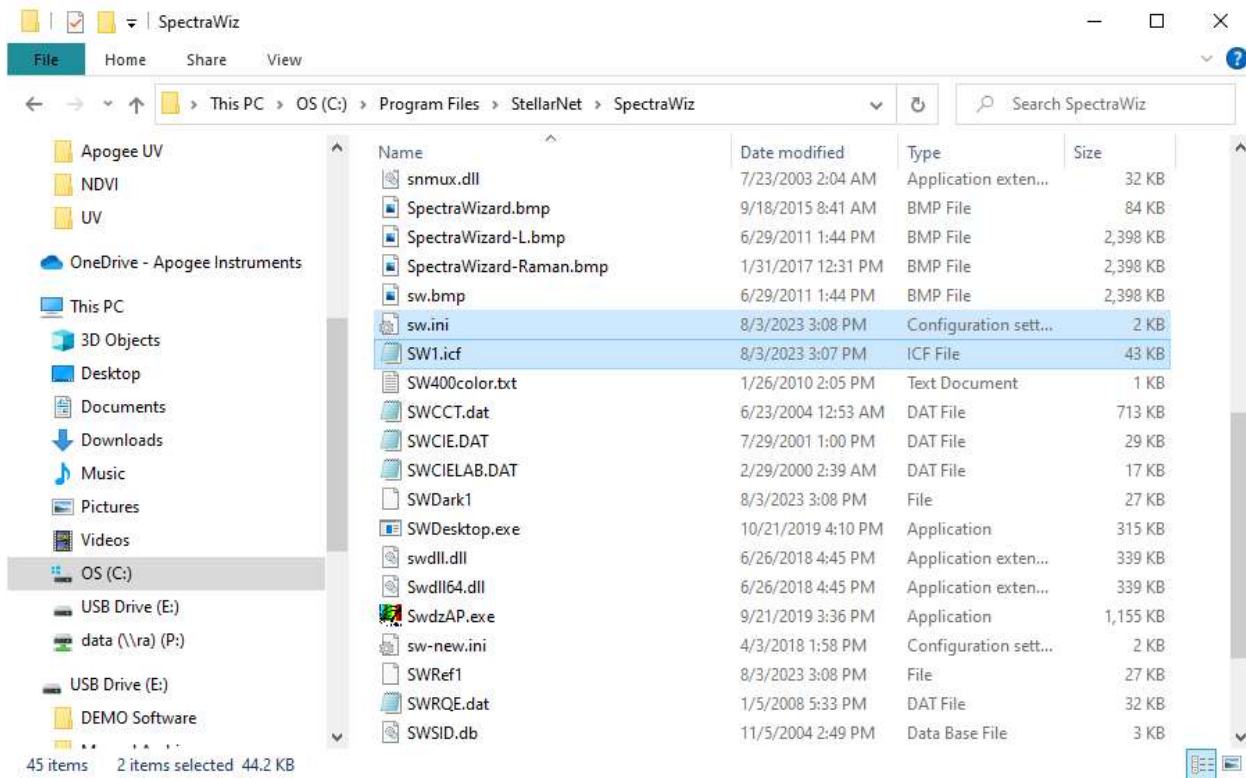 SpectraWiz
File Home Share View
This PC > OS (C:) > Program Files > StellarNet > SpectraWiz Search SpectraWiz
Apogee UV
NDVI
UV
OneDrive - Apogee Instruments
This PC
3D Objects
Desktop
Documents
Downloads
Music
Pictures
Videos
OS (C:)
USB Drive (E:)
data (\\ra) (P:)
USB Drive (E:)
DEMO Software
Name Date modified Type Size
snmux.dll 7/23/2003 2:04 AM Application exten... 32 KB
SpectraWizard.bmp 9/18/2015 8:41 AM BMP File 84 KB
SpectraWizard-L.bmp 6/29/2011 1:44 PM BMP File 2,398 KB
SpectraWizard-Raman.bmp 1/31/2017 12:31 PM BMP File 2,398 KB
sw.bmp 6/29/2011 1:44 PM BMP File 2,398 KB
sw.ini 8/3/2023 3:08 PM Configuration sett... 2 KB
SW1.icf 8/3/2023 3:07 PM ICF File 43 KB
SW400color.txt 1/26/2010 2:05 PM Text Document 1 KB
SWCCT.dat 6/23/2004 12:53 AM DAT File 713 KB
SWCIE.DAT 7/29/2001 1:00 PM DAT File 29 KB
SWCIELAB.DAT 2/29/2000 2:39 AM DAT File 17 KB
SWDark1 8/3/2023 3:08 PM File 27 KB
SWDesktop.exe 10/21/2019 4:10 PM Application 315 KB
swdll.dll 6/26/2018 4:45 PM Application exten... 339 KB
Swdll64.dll 6/26/2018 4:45 PM Application exten... 339 KB
SwdzAP.exe 9/21/2019 3:36 PM Application 1,155 KB
sw-new.ini 4/3/2018 1:58 PM Configuration sett... 2 KB
SWRef1 8/3/2023 3:08 PM File 27 KB
SWRQE.dat 1/5/2008 5:33 PM DAT File 32 KB
SWSID.db 11/5/2004 2:49 PM Data Base File 3 KB
45 items 2 items selected 44.2 KB